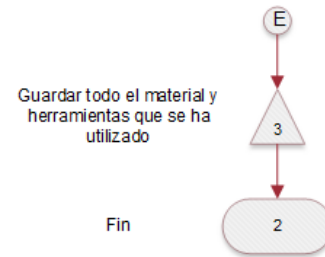 E
Guardar todo el material y
herramientas que se ha
utilizado
3
Fin
2